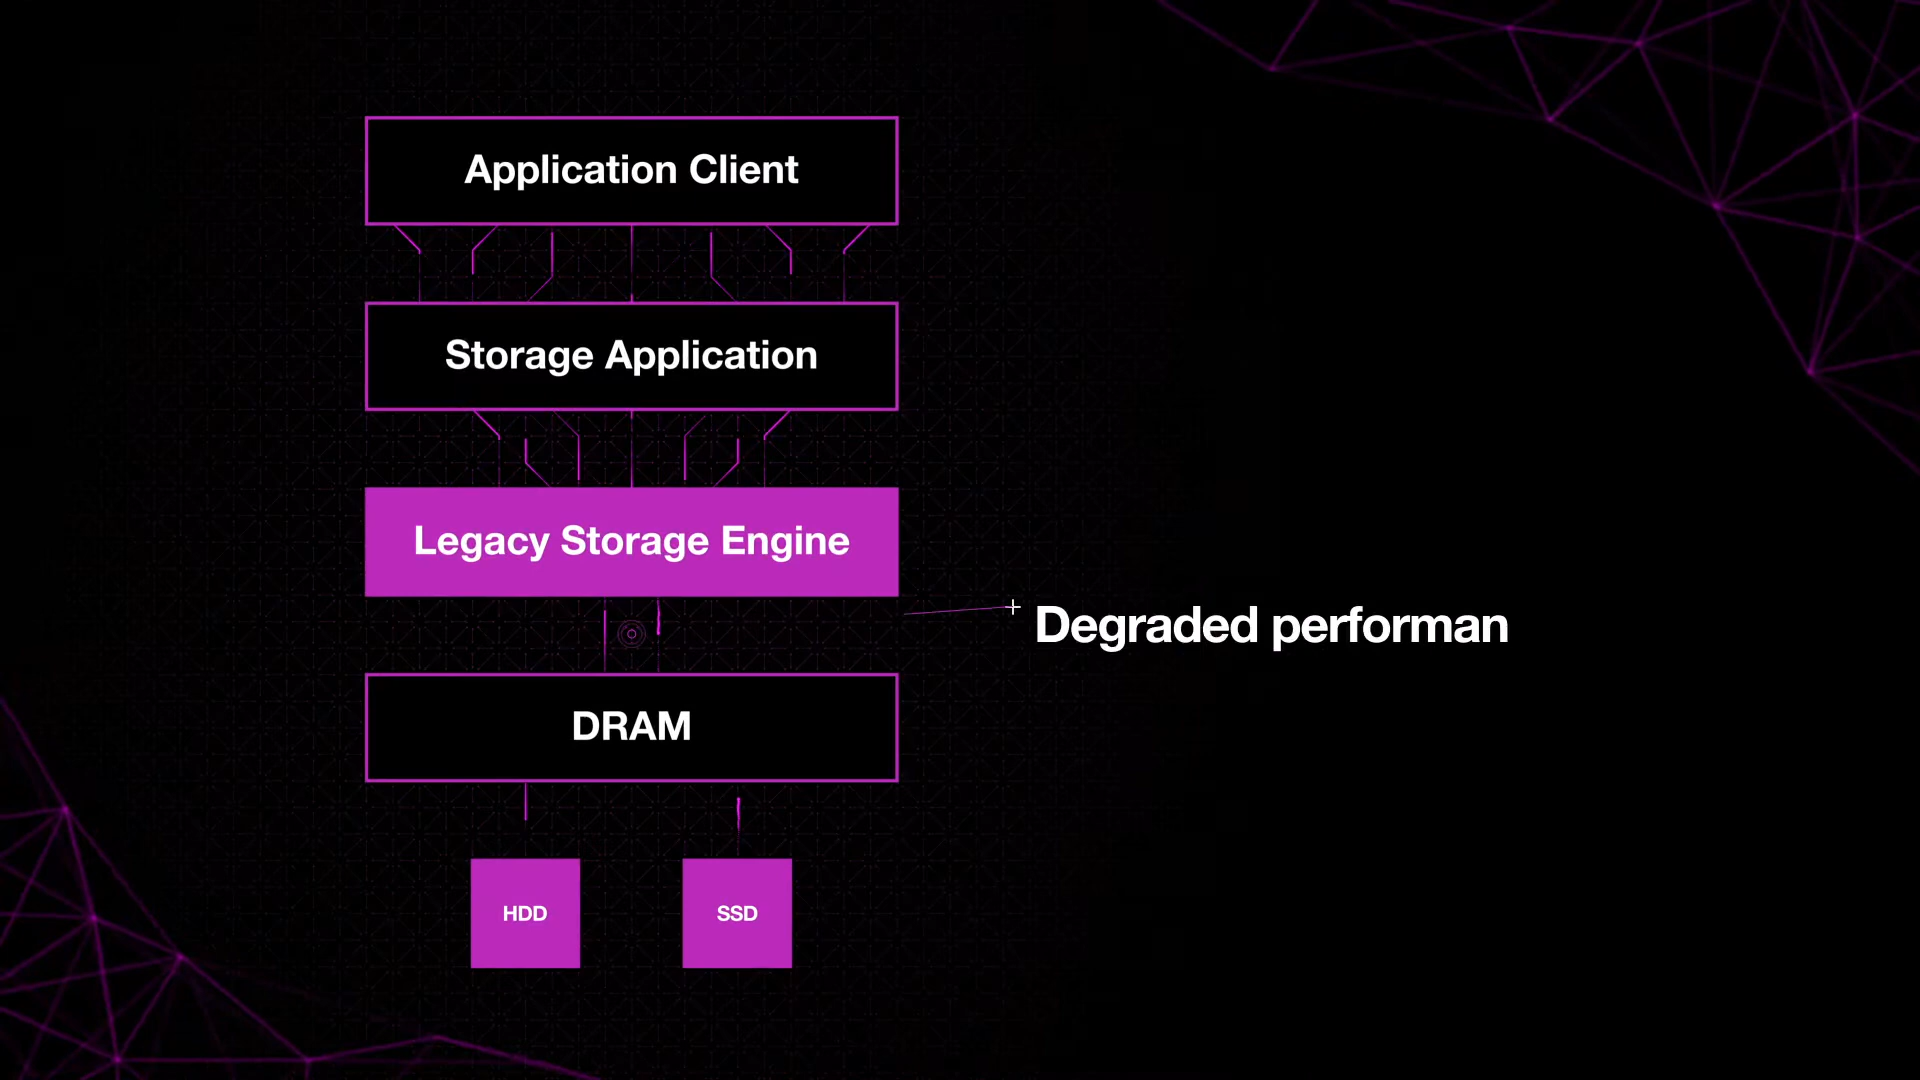 Application Client
Storage Application
Legacy Storage Engine
Degraded performan
DRAM
HDD
SSD